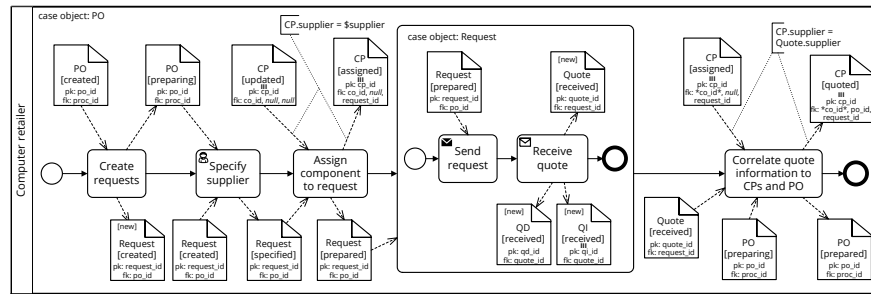 Computer retailer
case object: PO
CP.supplier = $supplier
PO
[created]
pk: po_id
fk: proc_id
PO
[preparing]
pk: po_id
fk: proc_id
CP
[updated]
pk: cp_id
fk: co_id, null, null
CP
[assigned]
pk: cp_id
fk: co_id, null,
request_id
Create
requests
Specify
supplier
Assign
component
to request
[new]
Request
[created]
pk: request_id
fk: po_id
Request
[created]
pk: request_id
fk: po_id
Request
[specified]
pk: request_id
fk: po_id
Request
[prepared]
pk: request_id
fk: po_id
case object: Request
Request
[prepared]
pk: request_id
fk: po_id
[new]
Quote
[received]
pk: quote_id
fk: request_id
Send
request
Receive
quote
[new]
QD
[received]
pk: qd_id
fk: quote_id
[new]
QI
[received]
pk: qi_id
fk: quote_id
CP.supplier =
Quote.supplier
CP
[assigned]
pk: cp_id
fk: *co_id*, null,
request_id
CP
[quoted]
pk: cp_id
fk: *co_id*, po_id,
request_id
Correlate quote
information to
CPs and PO
Quote
[received]
pk: quote_id
fk: request_id
PO
[preparing]
pk: po_id
fk: proc_id
PO
[prepared]
pk: po_id
fk: proc_id